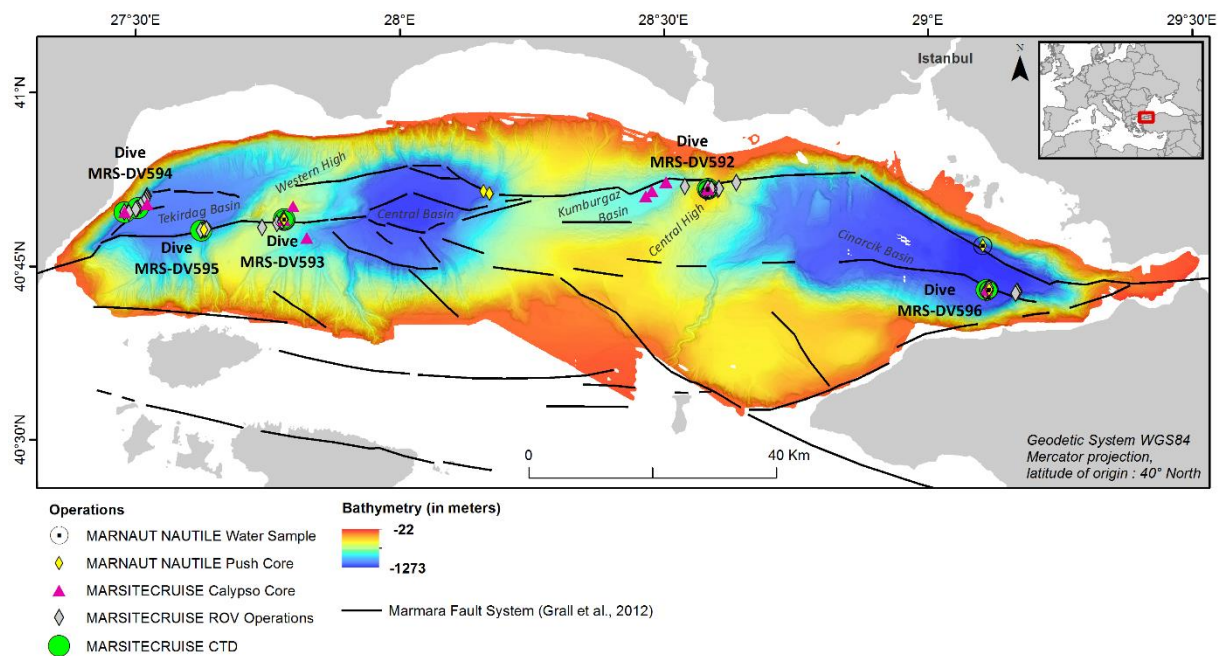 27°30'E
28°E
28°30'E
29°E
29°30'E
41°N
40°45'N
40°30'N
Istanbul
N
Dive
MRS-DV594
Western High
Tekirdag Basin
Central Basin
Dive
MRS-DV595
Dive
MRS-DV593
Dive
MRS-DV592
Kumburgaz
Basin
Central High
Cinarcik Basin
Dive
MRS-DV596
0
40 Km
Geodetic System WGS84
Mercator projection,
latitude of origin : 40° North
Operations
MARNAUT NAUTILE Water Sample
MARNAUT NAUTILE Push Core
MARSITECRUISE Calypso Core
MARSITECRUISE ROV Operations
MARSITECRUISE CTD
Bathymetry (in meters)
-22
-1273
Marmara Fault System (Grall et al., 2012)